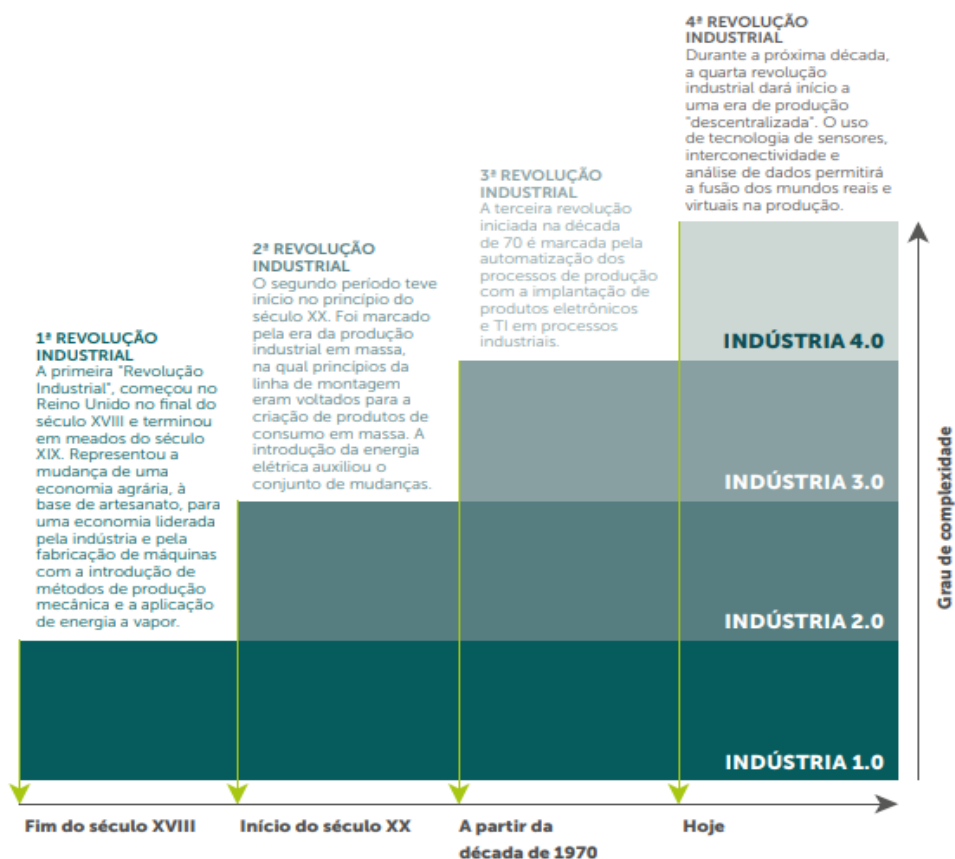 4ª REVOLUÇÃO
INDUSTRIAL
Durante a próxima década,
a quarta revolução
industrial dará início a
uma era de produção
"descentralizada". O uso
de tecnologia de sensores,
interconectividade e
análise de dados permitirá
a fusão dos mundos reais e
virtuais na produção.
3ª REVOLUÇÃO
INDUSTRIAL
A terceira revolução
iniciada na década
de 70 é marcada pela
automatização dos
processos de produção
com a implantação de
produtos eletrônicos
e TI em processos
industriais.
2ª REVOLUÇÃO
INDUSTRIAL
O segundo período teve
início no princípio do
século XX. Foi marcado
pela era da produção
industrial em massa,
na qual princípios da
linha de montagem
eram voltados para a
criação de produtos de
consumo em massa. A
introdução da energia
elétrica auxiliou o
conjunto de mudanças.
1ª REVOLUÇÃO
INDUSTRIAL
A primeira "Revolução
Industrial", começou no
Reino Unido no final do
século XVIII e terminou
em meados do século
XIX. Representou a
mudança de uma
economia agrária, à
base de artesanato, para
uma economia liderada
pela indústria e pela
fabricação de máquinas
com a introdução de
métodos de produção
mecânica e a aplicação
de energia a vapor.
INDÚSTRIA 4.0
INDÚSTRIA 3.0
INDÚSTRIA 2.0
INDÚSTRIA 1.0
Grau de complexidade
Fim do século XVIII
Início do século XX
A partir da
década de 1970
Hoje